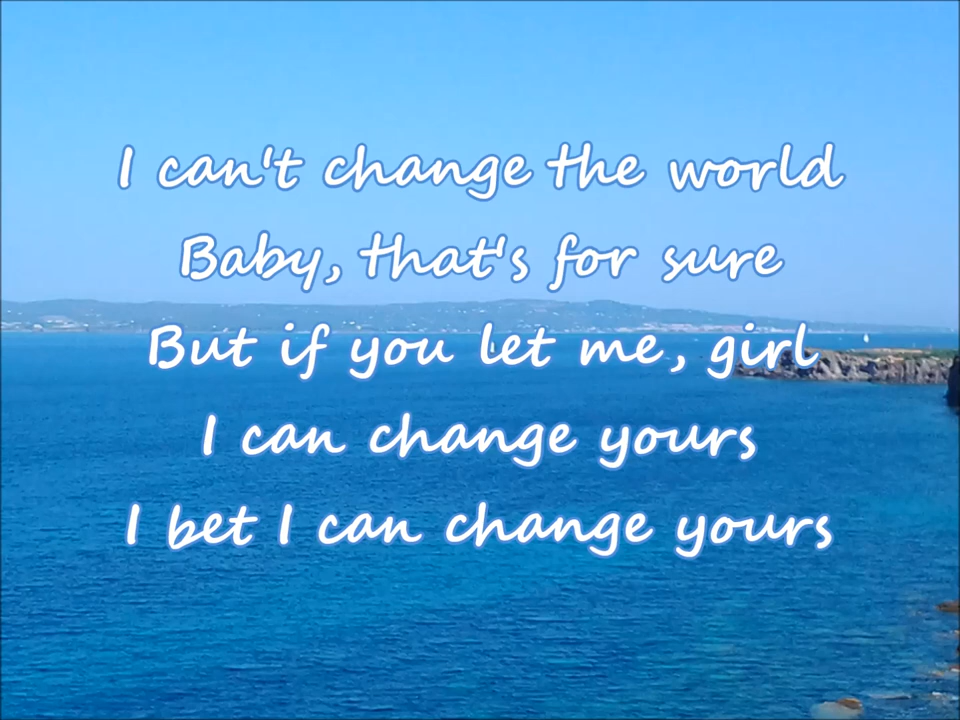 I can't change the world
Baby, that's for sure
But if you let me, girl
I can change yours
I bet I can change yours